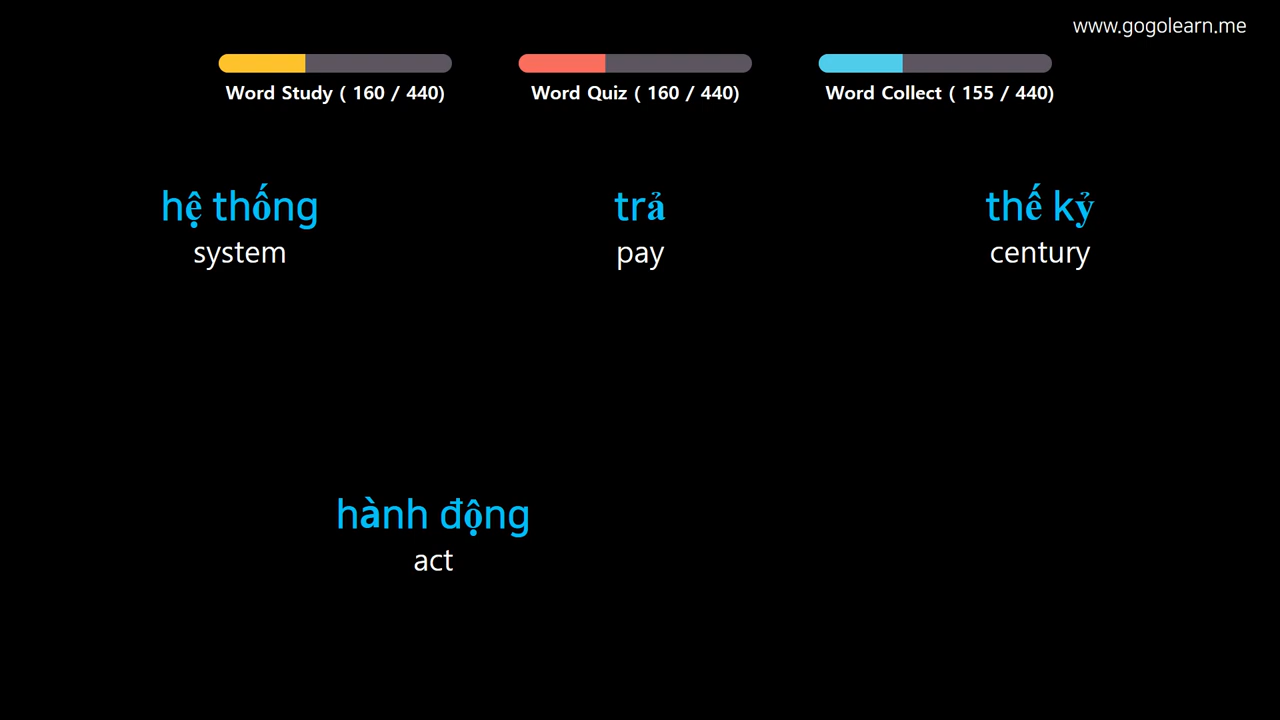 www.gogolearn.me
Word Study ( 160 / 440)
Word Quiz ( 160 / 440)
Word Collect ( 155 / 440)
hệ thống
system
trả
pay
thế kỷ
century
hành động
act